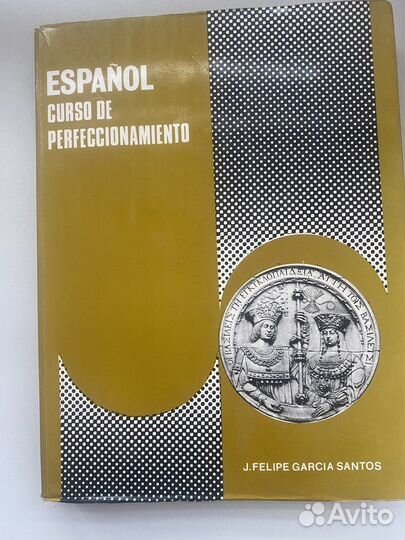 ESPAÑOL
CURSO DE
PERFECCIONAMIENTO
J. FELIPE GARCIA SANTOS
Avito